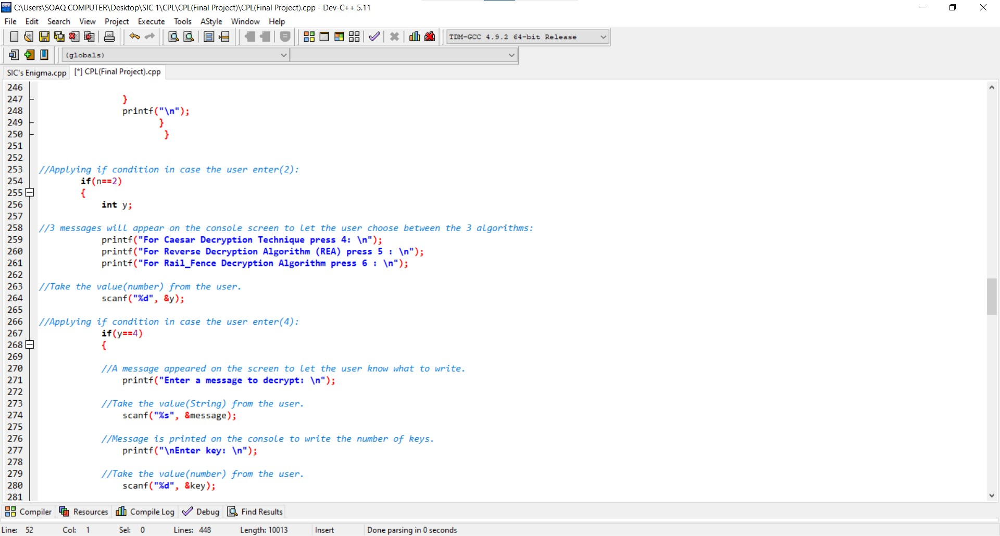 C:\Users\SOAQ COMPUTER\Desktop\SIC 1\CPL\CPL(Final Project)\CPL(Final Project).cpp - Dev-C++ 5.11
File Edit Search View Project Execute Tools AStyle Window Help
TDM-GCC 4.9.2 64-bit Release
(globals)
SIC's Enigma.cpp [*] CPL(Final Project).cpp
246
247 }
248 printf("\n");
249 }
250 }
251
252
253 //Applying if condition in case the user enter(2):
254 if(n==2)
255 {
256 int y;
257
258 //3 messages will appear on the console screen to let the user choose between the 3 algorithms:
259 printf("For Caesar Decryption Technique press 4: \n");
260 printf("For Reverse Decryption Algorithm (REA) press 5 : \n");
261 printf("For Rail_Fence Decryption Algorithm press 6 : \n");
262
263 //Take the value(number) from the user.
264 scanf("%d", &y);
265
266 //Applying if condition in case the user enter(4):
267 if(y==4)
268 {
269
270 //A message appeared on the screen to let the user know what to write.
271 printf("Enter a message to decrypt: \n");
272
273 //Take the value(String) from the user.
274 scanf("%s", &message);
275
276 //Message is printed on the console to write the number of keys.
277 printf("\nEnter key: \n");
278
279 //Take the value(number) from the user.
280 scanf("%d", &key);
281
Compiler Resources Compile Log Debug Find Results
Line: 52 Col: 1 Sel: 0 Lines: 448 Length: 10013 Insert Done parsing in 0 seconds